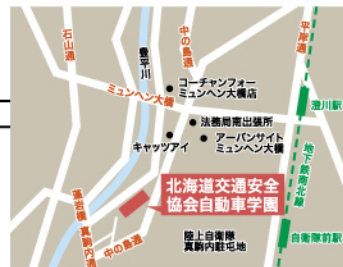 石山通
豊平川
中の島通
平岸通
コーチャンフォー
ミュンヘン大橋店
ミュンヘン大橋
澄川駅
法務局南出張所
アーバンサイト
ミュンヘン大橋
キャッツアイ
地下鉄南北線
北海道交通安全
協会自動車学園
藻岩橋
真駒内通
中の島通
陸上自衛隊
真駒内駐屯地
自衛隊前駅